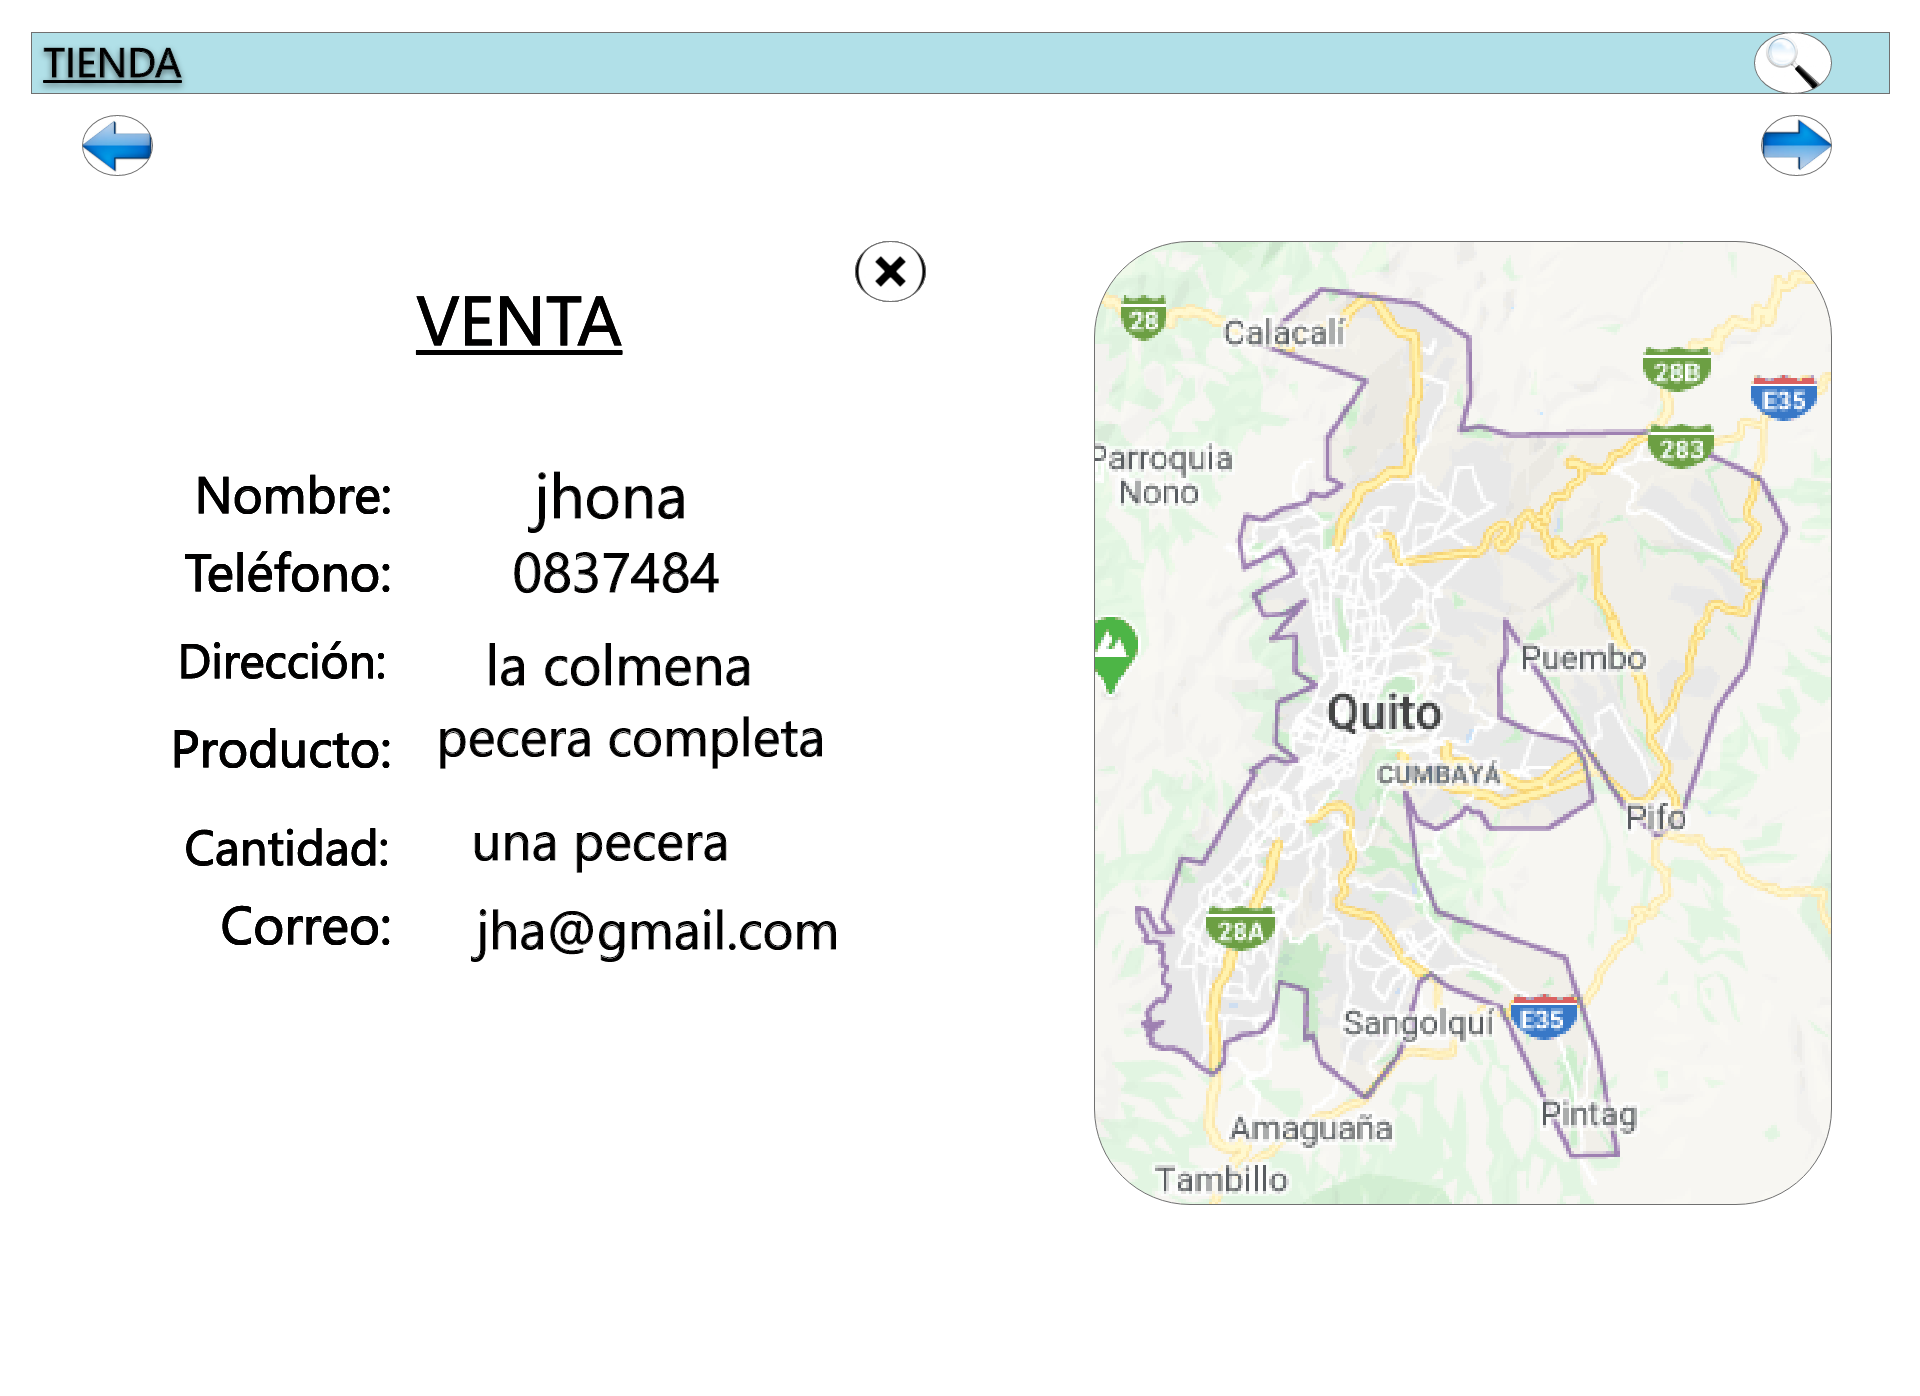 TIENDA
VENTA
Nombre: jhona
Teléfono: 0837484
Dirección: la colmena
Producto: pecera completa
Cantidad: una pecera
Correo: jha@gmail.com
2B
Calacalí
28B
E35
283
Parroquia
Nono
Puembo
Quito
CUMBAYÁ
Pifo
28A
Sangolquí
E35
Pintag
Amaguaña
Tambillo